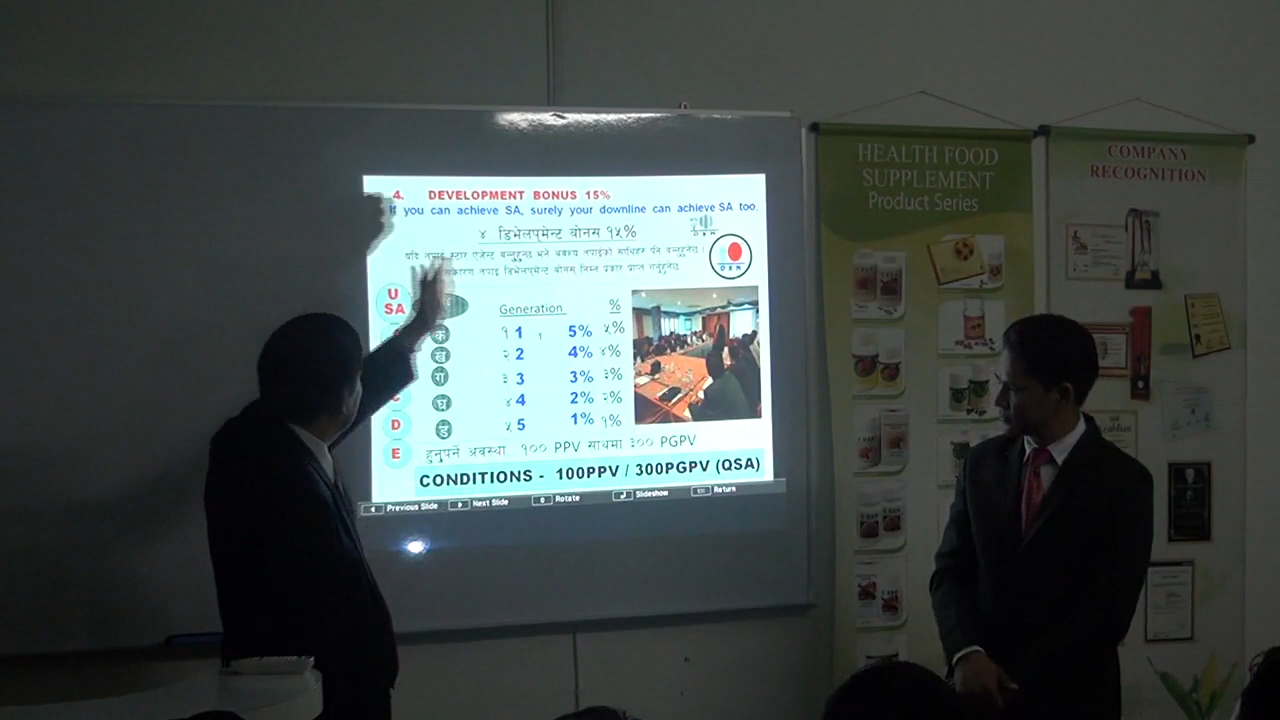 4. DEVELOPMENT BONUS 15%
If you can achieve SA, surely your downline can achieve SA too.
DXN
४ डिभेलपमेन्ट बोनस १५%
DXN
U
SA
Generation %
१ 1 5% ५%
क
२ 2 4% ४%
ख
३ 3 3% ३%
ग
४ 4 2% २%
घ
५ 5 1% १%
ङ
D
E
हुनुपर्ने अवस्था १०० PPV साथमा ३०० PGPV
CONDITIONS - 100PPV / 300PGPV (QSA)
Previous Slide Next Slide Rotate Slideshow Return
HEALTH FOOD
SUPPLEMENT
Product Series
COMPANY
RECOGNITION